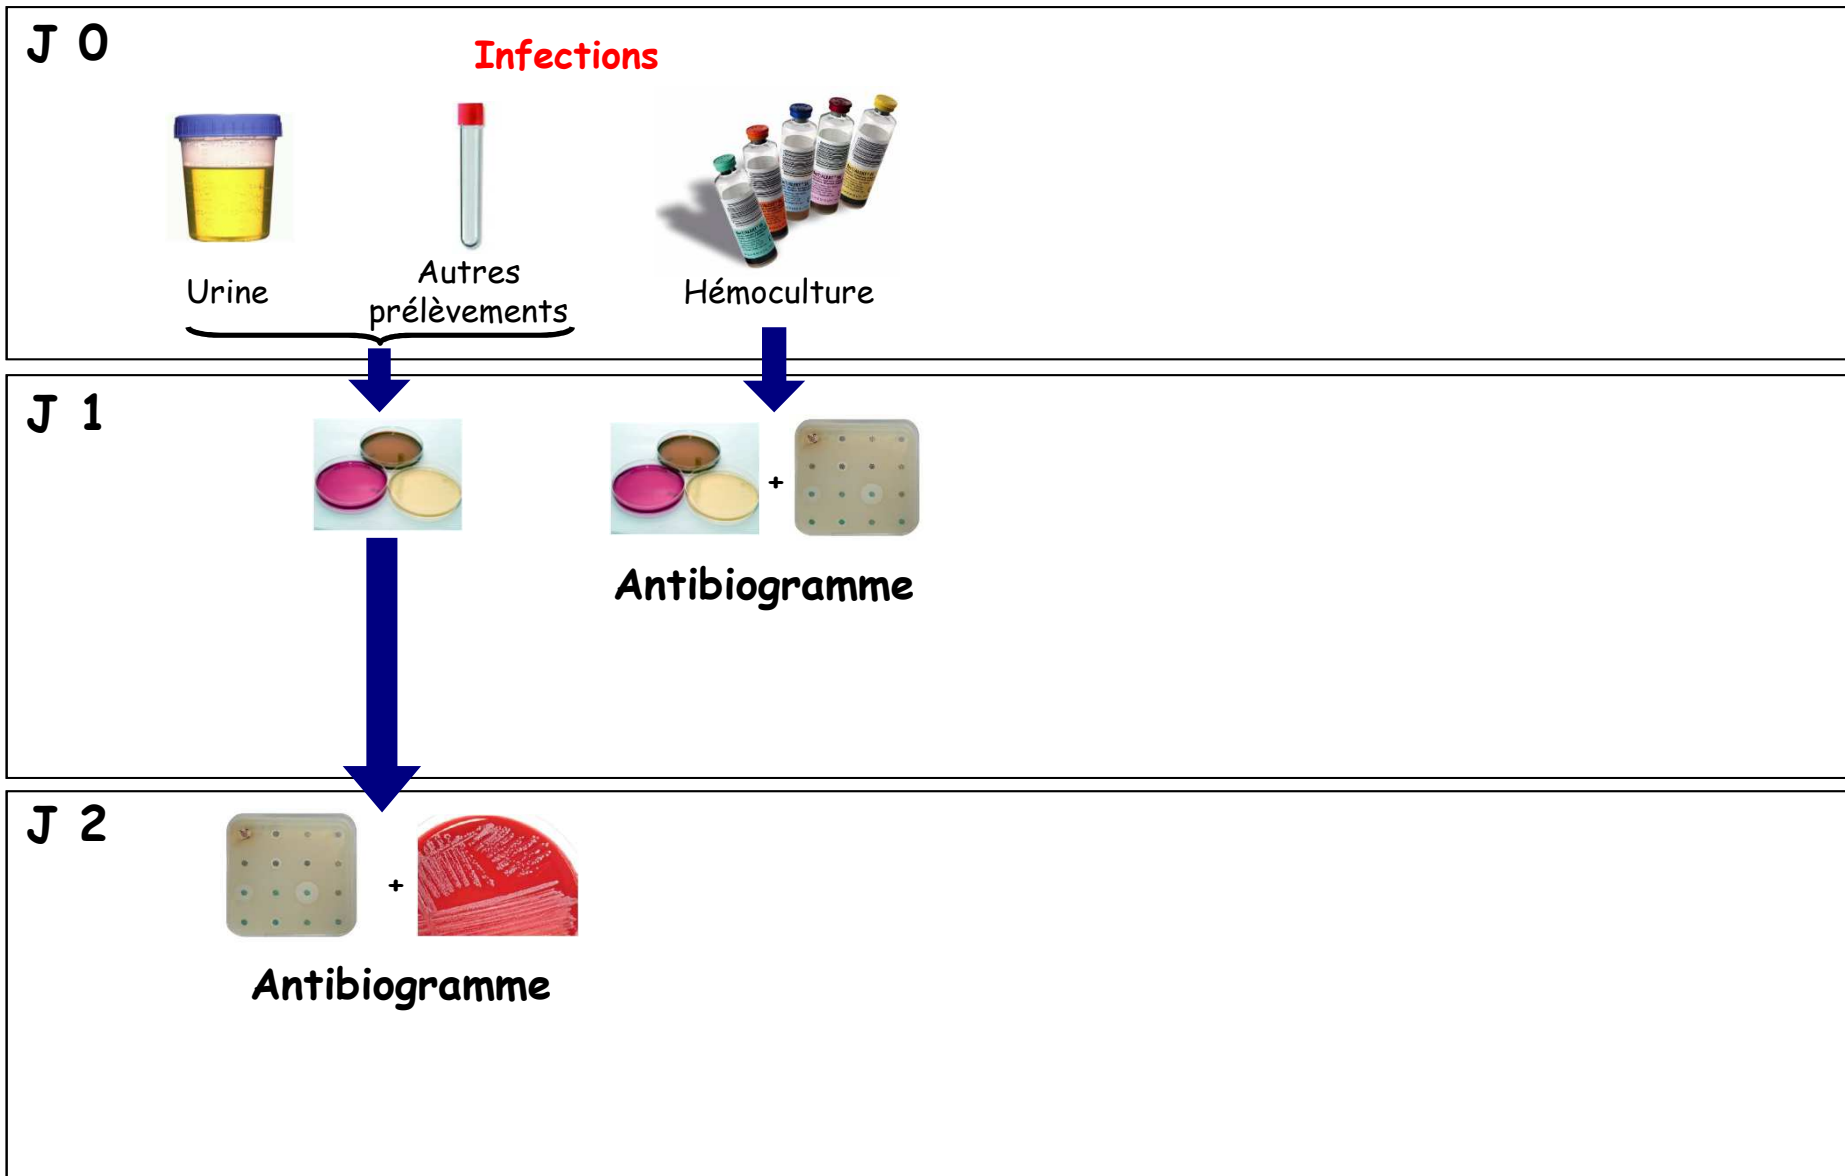 J 0
Infections
Urine
Autres
prélèvements
Hémoculture
J 1
+
Antibiogramme
J 2
+
Antibiogramme